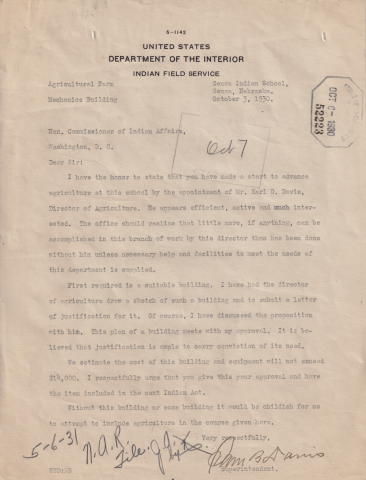 5-1142
UNITED STATES
DEPARTMENT OF THE INTERIOR
INDIAN FIELD SERVICE
Agricultural Farm
Mechanics Building
Genoa Indian School,
Genoa, Nebraska.
October 3, 1930.
OCT 6 - 1930
52223
Hon. Commissioner of Indian Affairs,
Washington, D. C.
Oct 7
Dear Sir:
I have the honor to state that you have made a start to advance
agriculture at this school by the appointment of Mr. Earl D. Davis,
Director of Agriculture. He appears efficient, active and much inter-
ested. The office should realize that little more, if anything, can be
accomplished in this branch of work by this director than has been done
without him unless necessary help and facilities to meet the needs of
this department is supplied.
First required is a suitable building. I have had the director
of agriculture draw a sketch of such a building and to submit a letter
of justification for it. Of course, I have discussed the proposition
with him. This plan of a building meets with my approval. It is be-
lieved that justification is ample to carry conviction of its need.
We estimate the cost of this building and equipment will not exceed
$14,000. I respectfully urge that you give this your approval and have
the item included in the next Indian Act.
Without this building or some building it would be childish for us
to attempt to include agriculture in the course given here.
Very respectfully,
5-6-31
N.A.R.
File.
Sam B Davis
Superintendent.